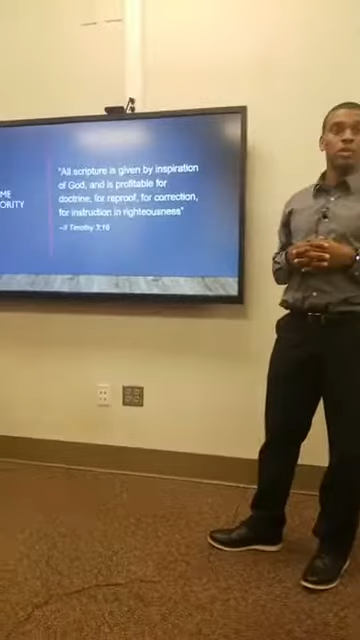 ME
ORITY
"All scripture is given by inspiration
of God, and is profitable for
doctrine, for reproof, for correction,
for instruction in righteousness"
–II Timothy 3:16